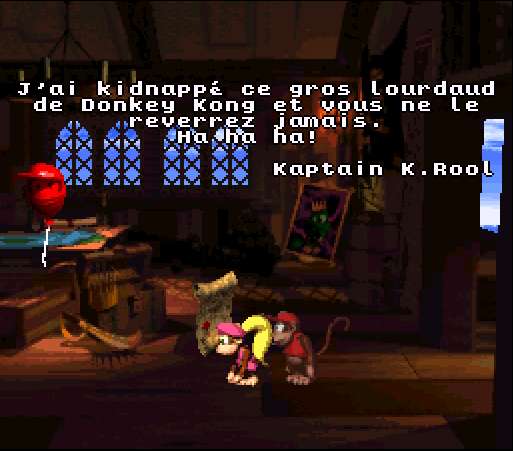 J'ai kidnappé ce gros lourdaud
de Donkey Kong et vous ne le
reverrez jamais.
Ha ha ha!
Kaptain K.Rool